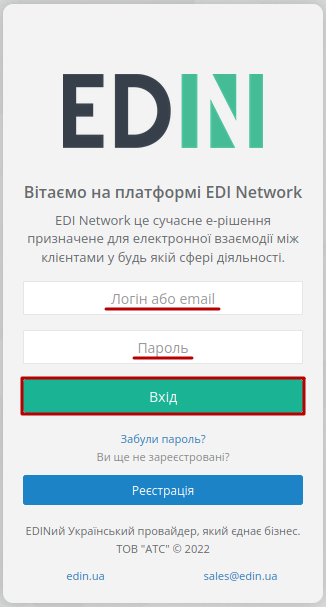 EDIN
Вітаємо на платформі EDI Network
EDI Network це сучасне е-рішення
призначене для електронної взаємодії між
клієнтами у будь якій сфері діяльності.
Логін або email
Пароль
Вхід
Забули пароль?
Ви ще не зареєстровані?
Реєстрація
EDINий Український провайдер, який єднає бізнес.
ТОВ "АТС" © 2022
edin.ua sales@edin.ua